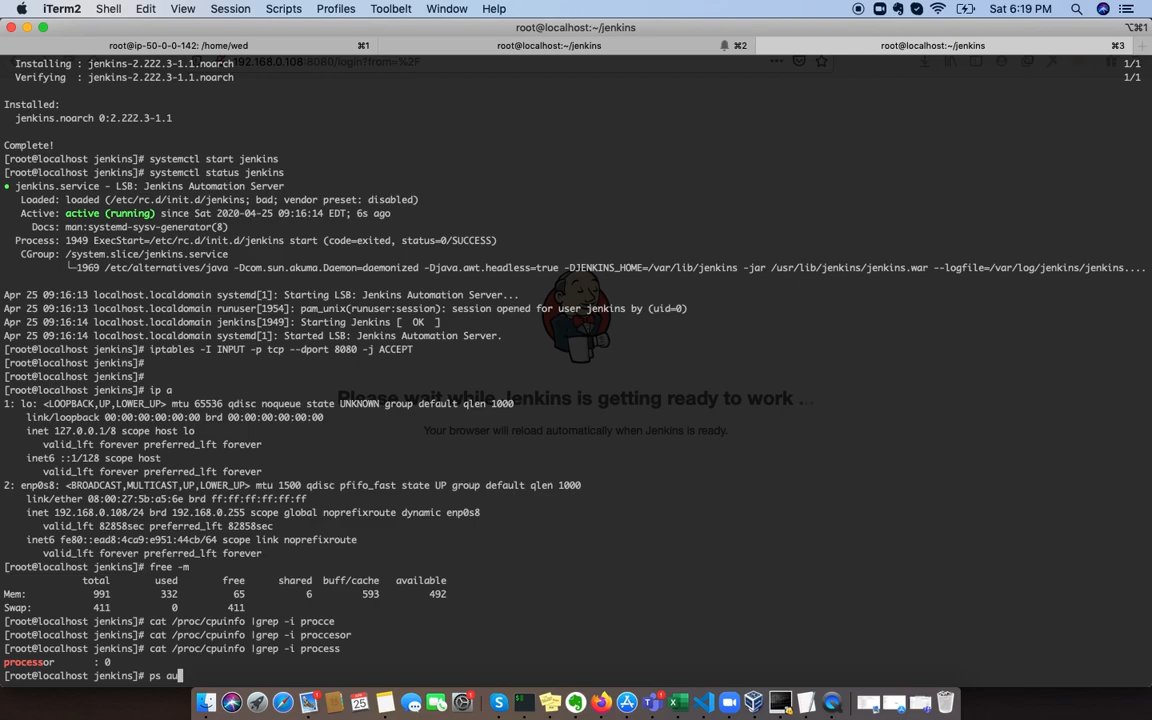 iTerm2 Shell Edit View Session Scripts Profiles Toolbelt Window Help Sat 6:19 PM
root@localhost:~/jenkins ⌥⌘1
root@ip-50-0-0-142: /home/wed ⌘1 root@localhost:~/jenkins ⌘2 root@localhost:~/jenkins ⌘3
192.168.0.108:8080/login?from=%2F
Installing : jenkins-2.222.3-1.1.noarch 1/1
Verifying : jenkins-2.222.3-1.1.noarch 1/1
Installed:
jenkins.noarch 0:2.222.3-1.1
Complete!
[root@localhost jenkins]# systemctl start jenkins
[root@localhost jenkins]# systemctl status jenkins
● jenkins.service - LSB: Jenkins Automation Server
Loaded: loaded (/etc/rc.d/init.d/jenkins; bad; vendor preset: disabled)
Active: active (running) since Sat 2020-04-25 09:16:14 EDT; 6s ago
Docs: man:systemd-sysv-generator(8)
Process: 1949 ExecStart=/etc/rc.d/init.d/jenkins start (code=exited, status=0/SUCCESS)
CGroup: /system.slice/jenkins.service
└─1969 /etc/alternatives/java -Dcom.sun.akuma.Daemon=daemonized -Djava.awt.headless=true -DJENKINS_HOME=/var/lib/jenkins -jar /usr/lib/jenkins/jenkins.war --logfile=/var/log/jenkins/jenkins....
Apr 25 09:16:13 localhost.localdomain systemd[1]: Starting LSB: Jenkins Automation Server...
Apr 25 09:16:13 localhost.localdomain runuser[1954]: pam_unix(runuser:session): session opened for user jenkins by (uid=0)
Apr 25 09:16:14 localhost.localdomain jenkins[1949]: Starting Jenkins [ OK ]
Apr 25 09:16:14 localhost.localdomain systemd[1]: Started LSB: Jenkins Automation Server.
[root@localhost jenkins]# iptables -I INPUT -p tcp --dport 8080 -j ACCEPT
[root@localhost jenkins]#
[root@localhost jenkins]#
[root@localhost jenkins]# ip a
Please wait while Jenkins is getting ready to work ...
1: lo: <LOOPBACK,UP,LOWER_UP> mtu 65536 qdisc noqueue state UNKNOWN group default qlen 1000
link/loopback 00:00:00:00:00:00 brd 00:00:00:00:00:00
Your browser will reload automatically when Jenkins is ready.
inet 127.0.0.1/8 scope host lo
valid_lft forever preferred_lft forever
inet6 ::1/128 scope host
valid_lft forever preferred_lft forever
2: enp0s8: <BROADCAST,MULTICAST,UP,LOWER_UP> mtu 1500 qdisc pfifo_fast state UP group default qlen 1000
link/ether 08:00:27:5b:a5:6e brd ff:ff:ff:ff:ff:ff
inet 192.168.0.108/24 brd 192.168.0.255 scope global noprefixroute dynamic enp0s8
valid_lft 82858sec preferred_lft 82858sec
inet6 fe80::ead8:4ca9:e951:44cb/64 scope link noprefixroute
valid_lft forever preferred_lft forever
[root@localhost jenkins]# free -m
total used free shared buff/cache available
Mem: 991 332 65 6 593 492
Swap: 411 0 411
[root@localhost jenkins]# cat /proc/cpuinfo |grep -i procce
[root@localhost jenkins]# cat /proc/cpuinfo |grep -i proccesor
[root@localhost jenkins]# cat /proc/cpuinfo |grep -i process
processor : 0
[root@localhost jenkins]# ps au